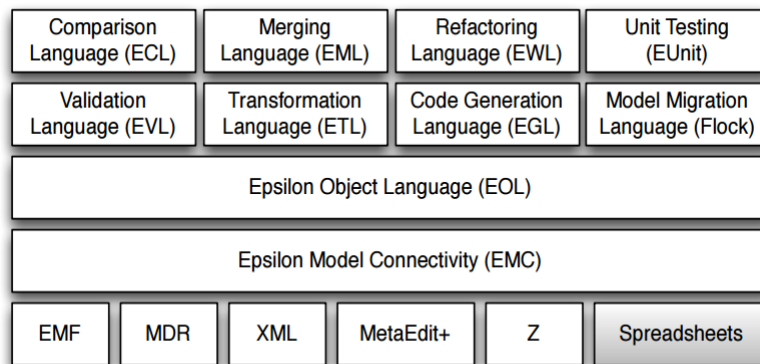 Comparison
Language (ECL)
Merging
Language (EML)
Refactoring
Language (EWL)
Unit Testing
(EUnit)
Validation
Language (EVL)
Transformation
Language (ETL)
Code Generation
Language (EGL)
Model Migration
Language (Flock)
Epsilon Object Language (EOL)
Epsilon Model Connectivity (EMC)
EMF
MDR
XML
MetaEdit+
Z
Spreadsheets